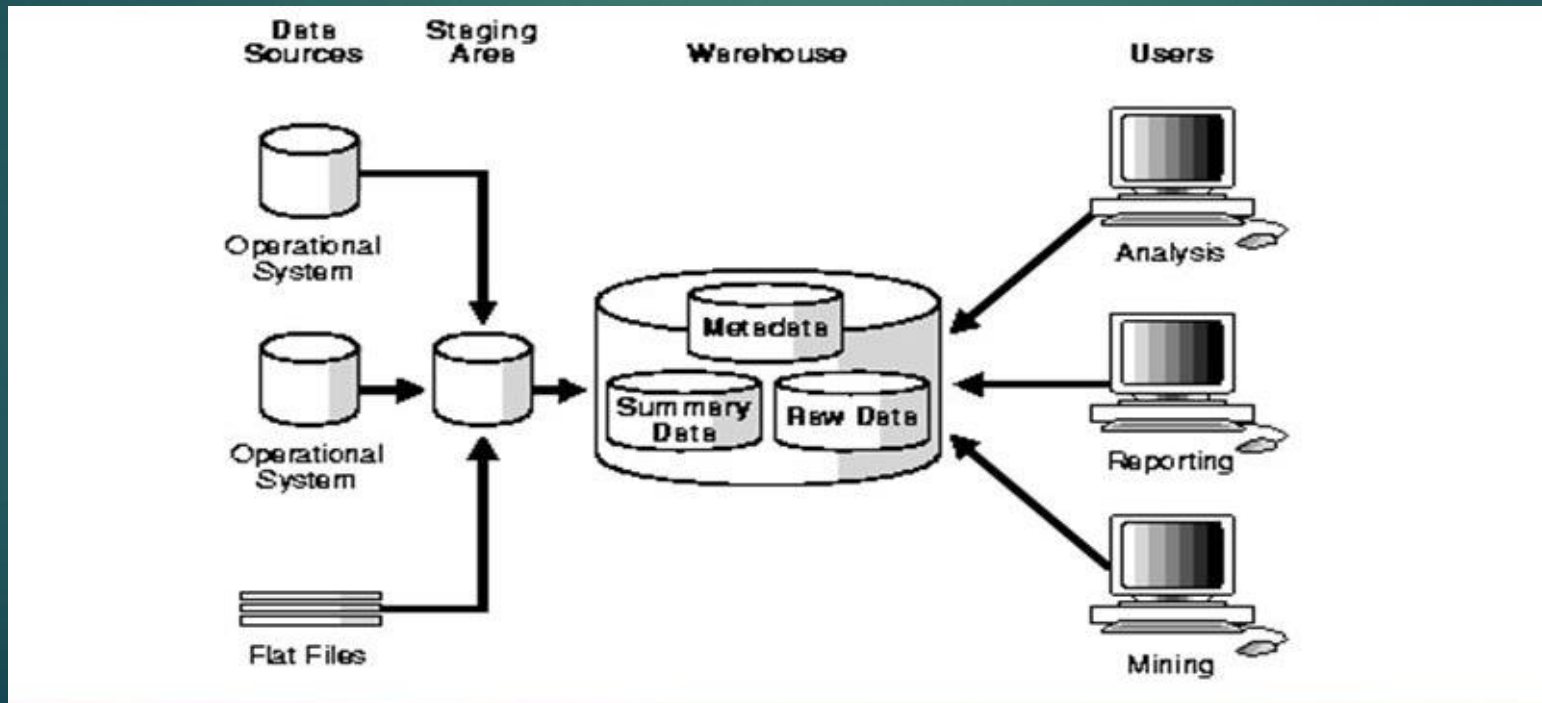 Data
Sources
Staging
Area
Warehouse
Users
Operational
System
Operational
System
Flat Files
Metadata
Summary
Data
Raw Data
Analysis
Reporting
Mining